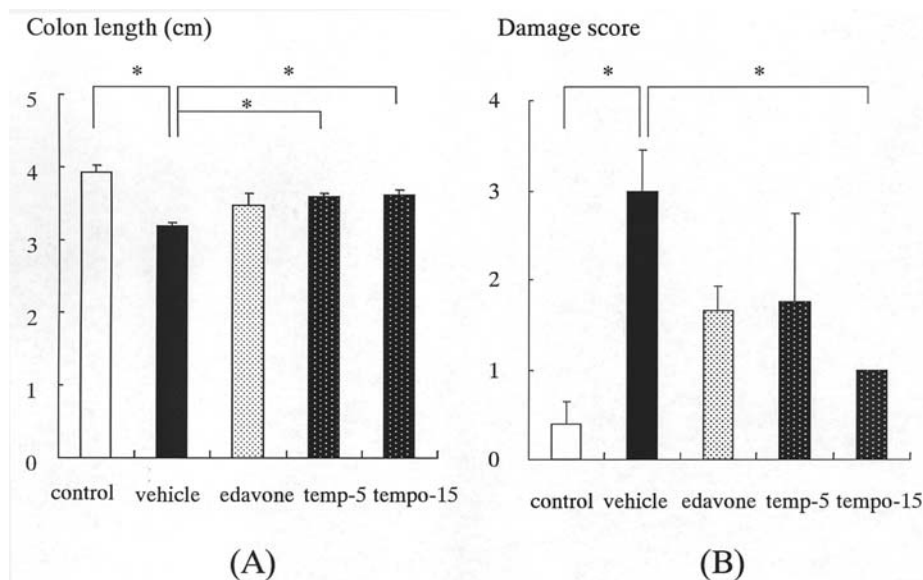 Colon length (cm)
*
*
*
5
4
3
2
1
0
control vehicle edavone temp-5 tempo-15
(A)
Damage score
*
*
4
3
2
1
0
control vehicle edavone temp-5 tempo-15
(B)